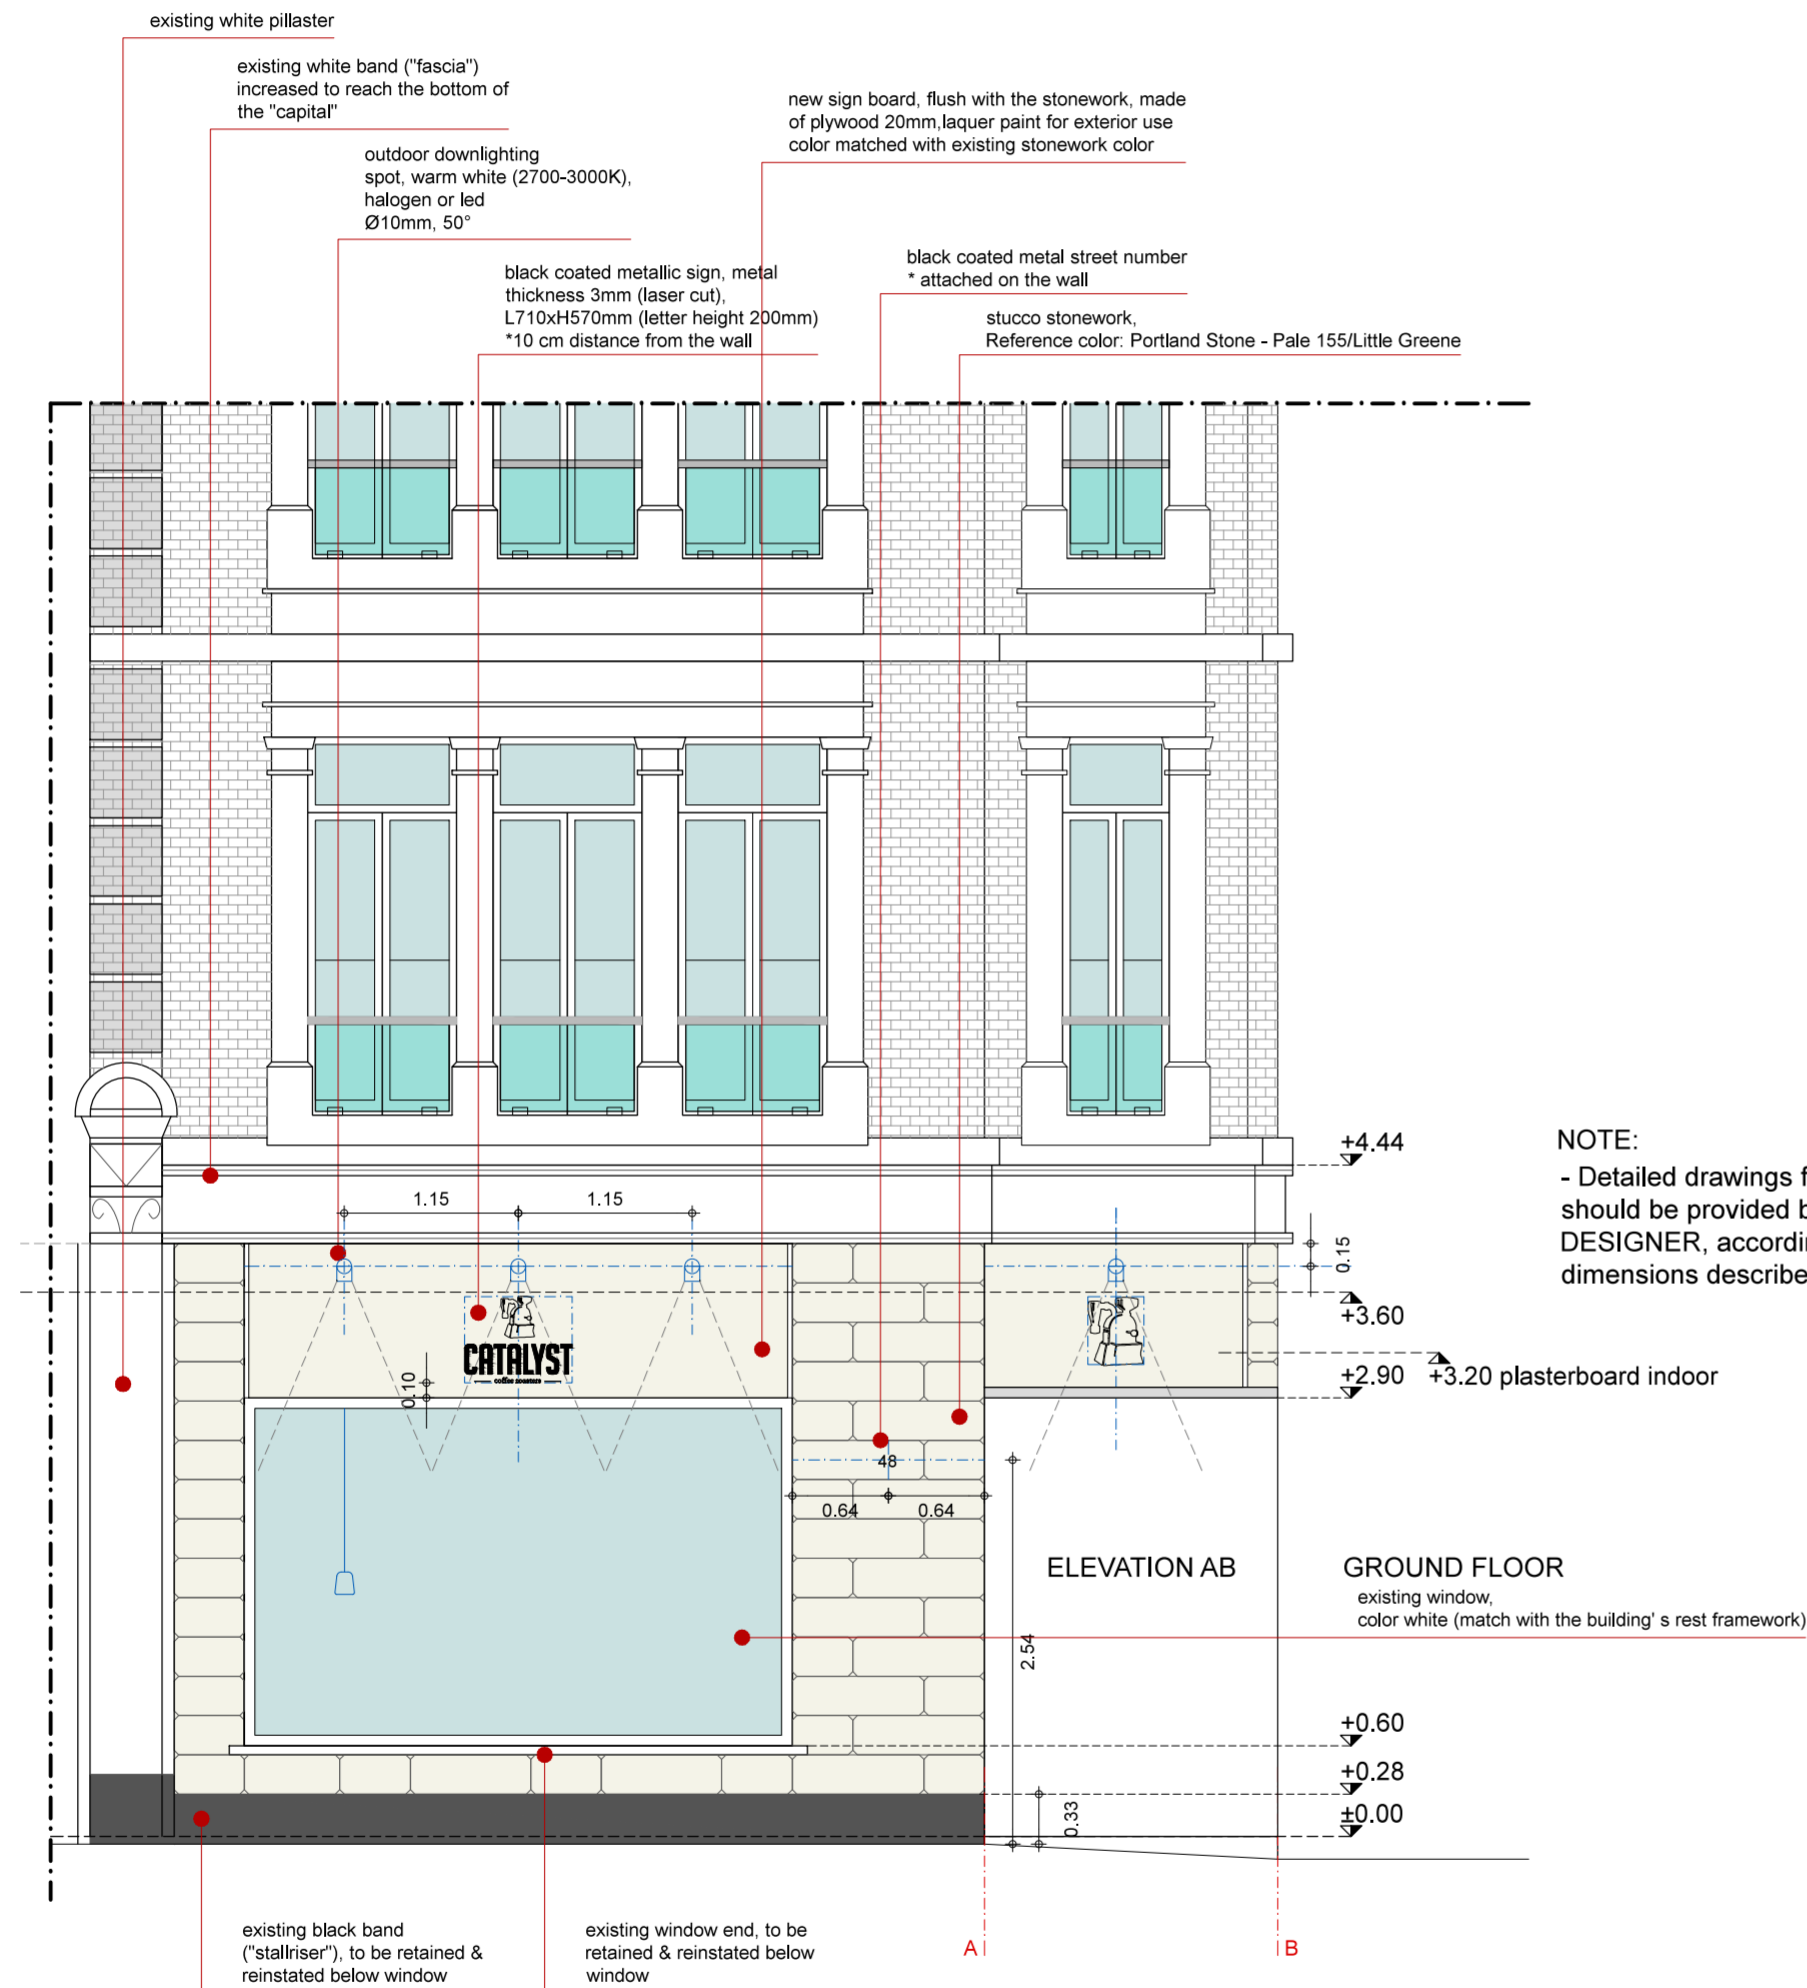 existing white pillaster
existing white band ("fascia")
increased to reach the bottom of
the "capital"
outdoor downlighting
spot, warm white (2700-3000K),
halogen or led
Ø10mm, 50°
black coated metallic sign, metal
thickness 3mm (laser cut),
L710xH570mm (letter height 200mm)
*10 cm distance from the wall
new sign board, flush with the stonework, made
of plywood 20mm,laquer paint for exterior use
color matched with existing stonework color
black coated metal street number
* attached on the wall
stucco stonework,
Reference color: Portland Stone - Pale 155/Little Greene
+4.44
NOTE:
- Detailed drawings f
should be provided b
DESIGNER, accordin
dimensions describe
1.15
1.15
0.15
+3.60
CATALYST
coffee roasters
0.10
+2.90
+3.20 plasterboard indoor
48
0.64
0.64
ELEVATION AB
GROUND FLOOR
existing window,
color white (match with the building' s rest framework)
2.54
+0.60
+0.28
±0.00
0.33
existing black band
("stallriser"), to be retained &
reinstated below window
existing window end, to be
retained & reinstated below
window
A
B